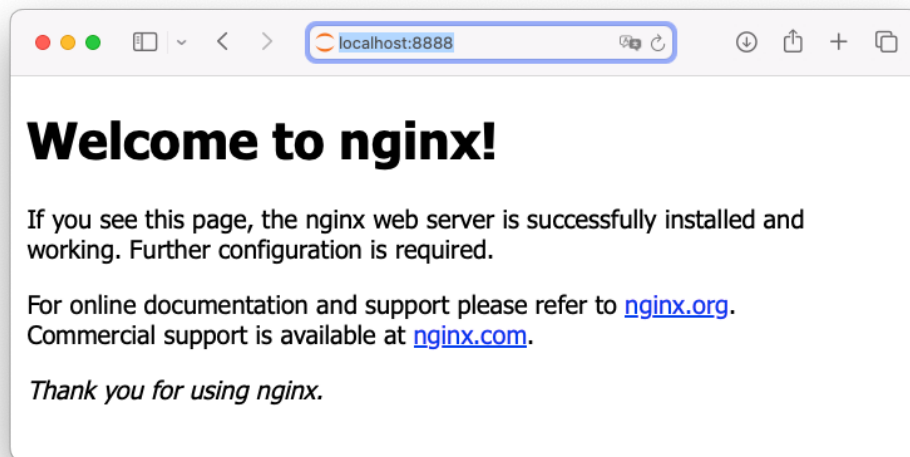 localhost:8888
Welcome to nginx!
If you see this page, the nginx web server is successfully installed and
working. Further configuration is required.
For online documentation and support please refer to nginx.org.
Commercial support is available at nginx.com.
Thank you for using nginx.